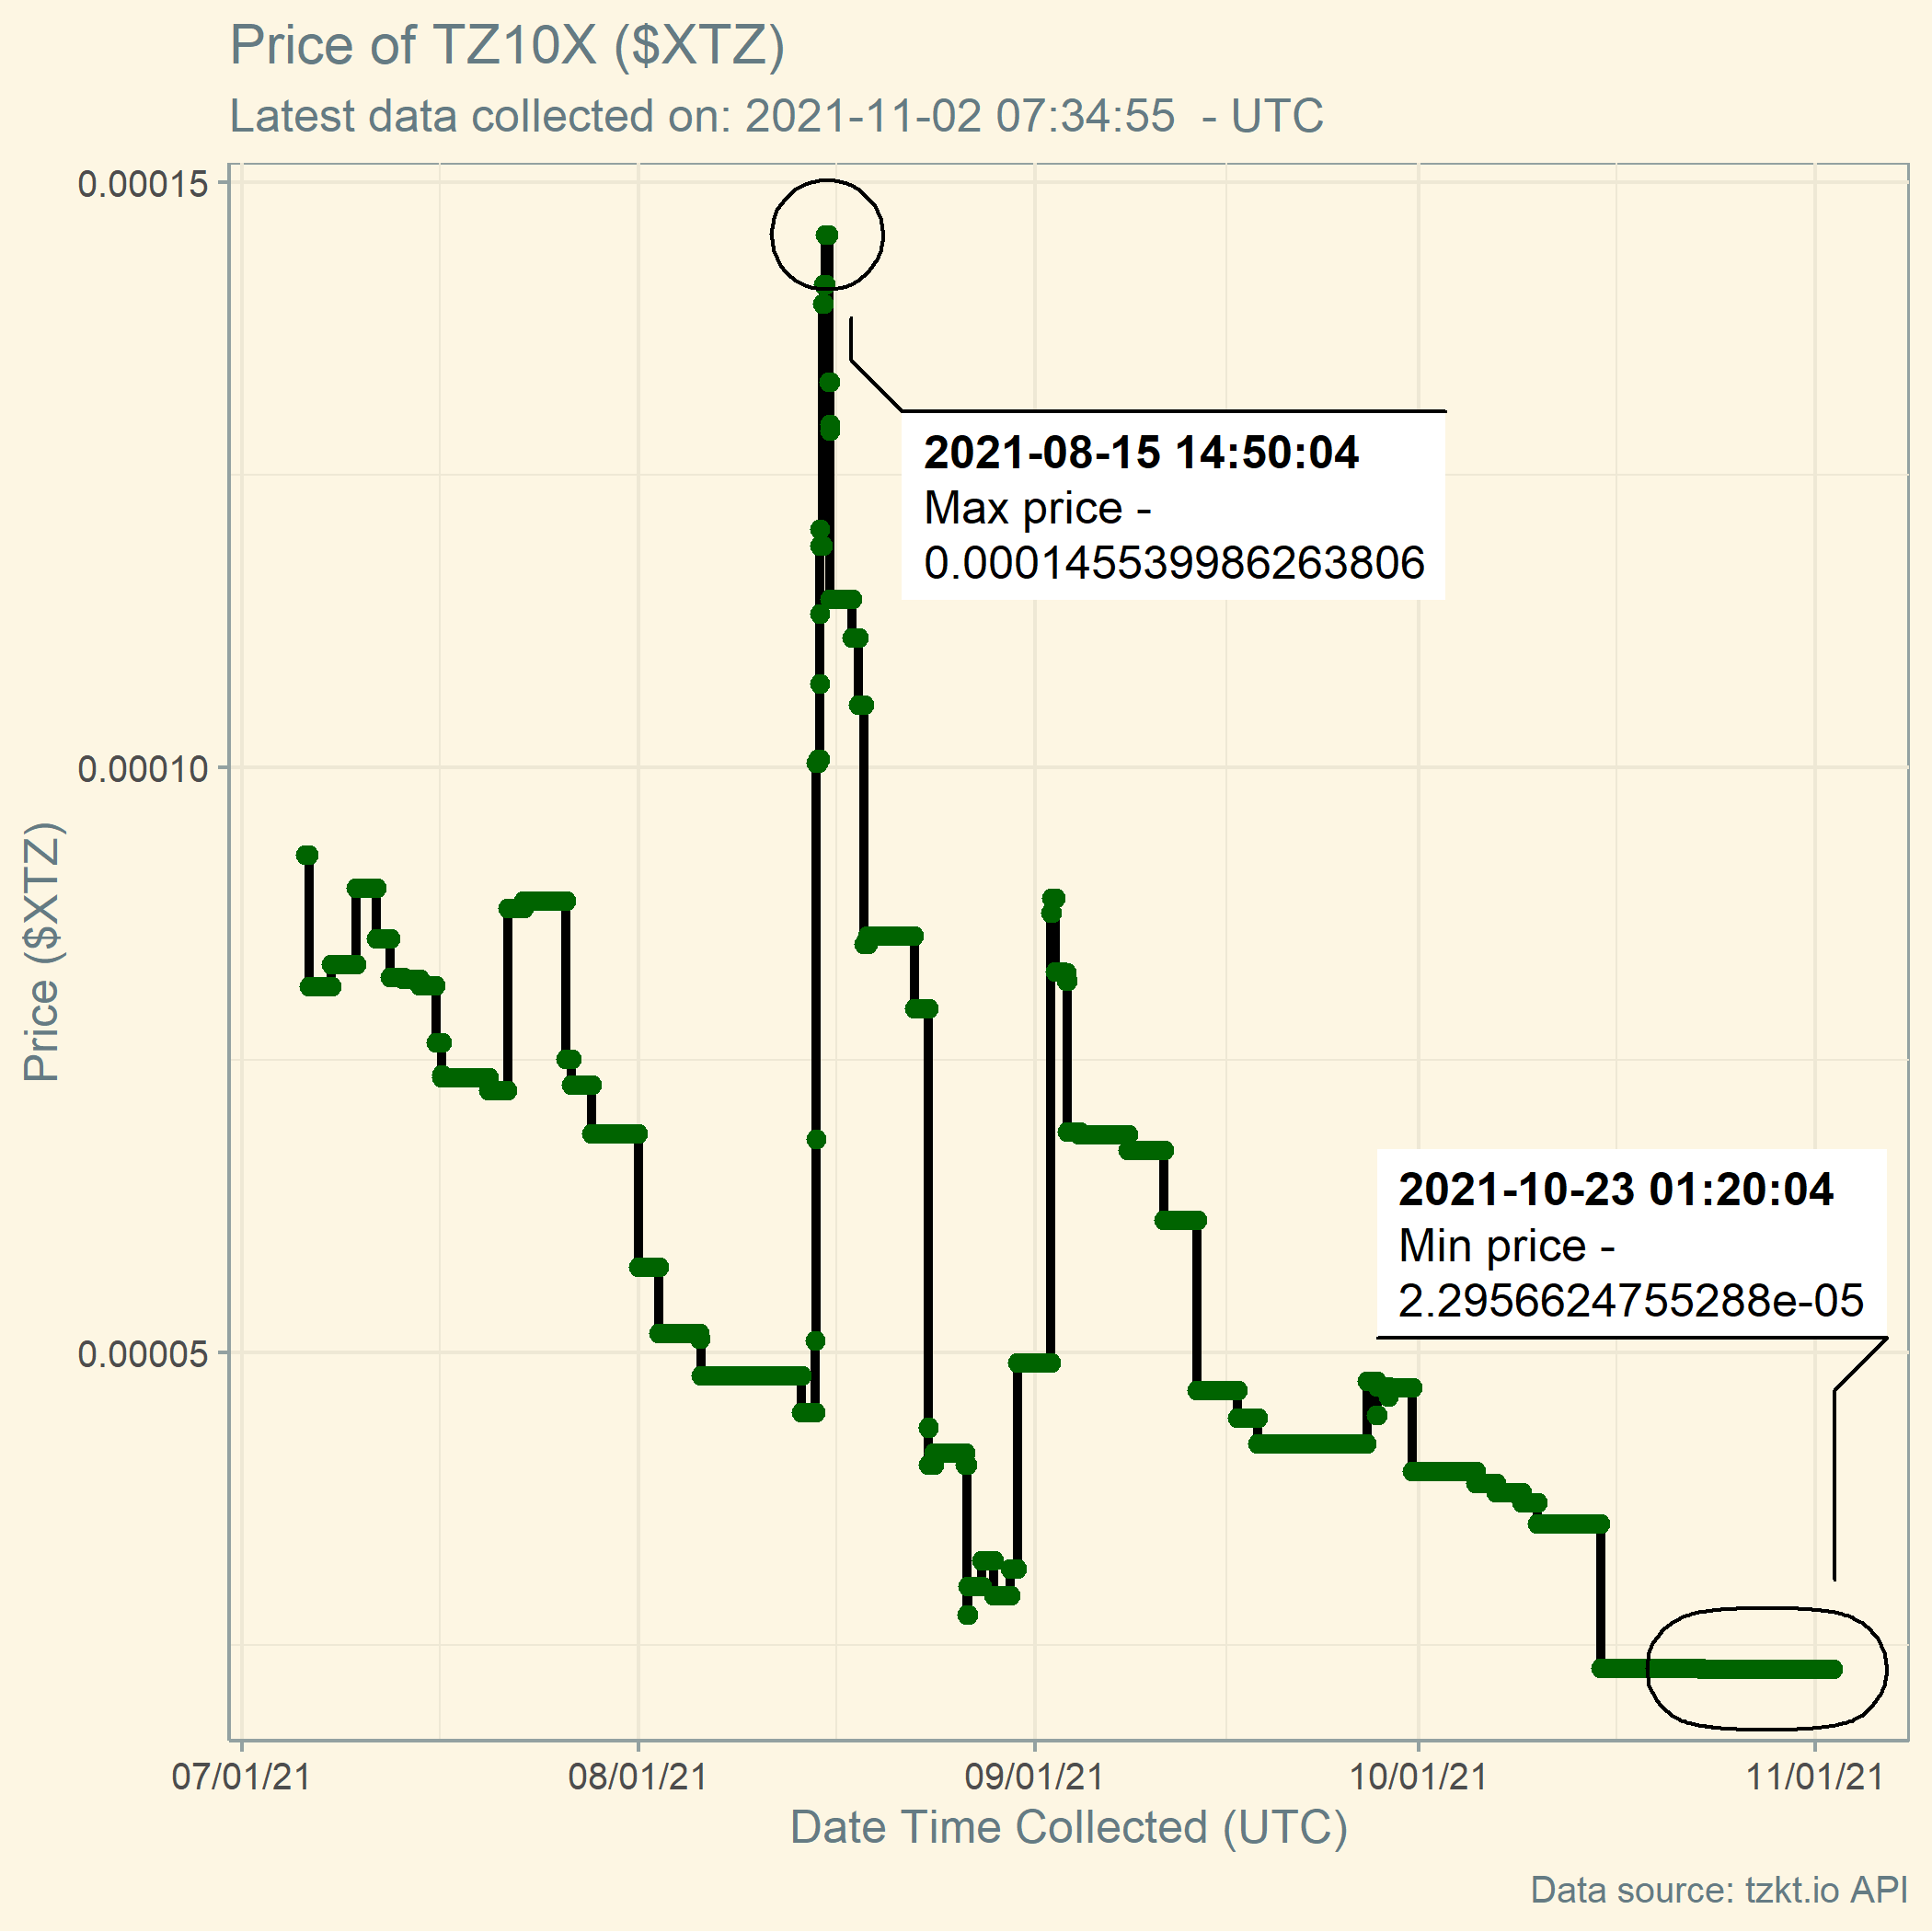 Price of TZ10X ($XTZ)
Latest data collected on: 2021-11-02 07:34:55  - UTC
0.00015
2021-08-15 14:50:04
Max price -
0.000145539986263806
0.00010
Price ($XTZ)
2021-10-23 01:20:04
Min price -
2.2956624755288e-05
0.00005
07/01/21 08/01/21 09/01/21 10/01/21 11/01/21
Date Time Collected (UTC)
Data source: tzkt.io API